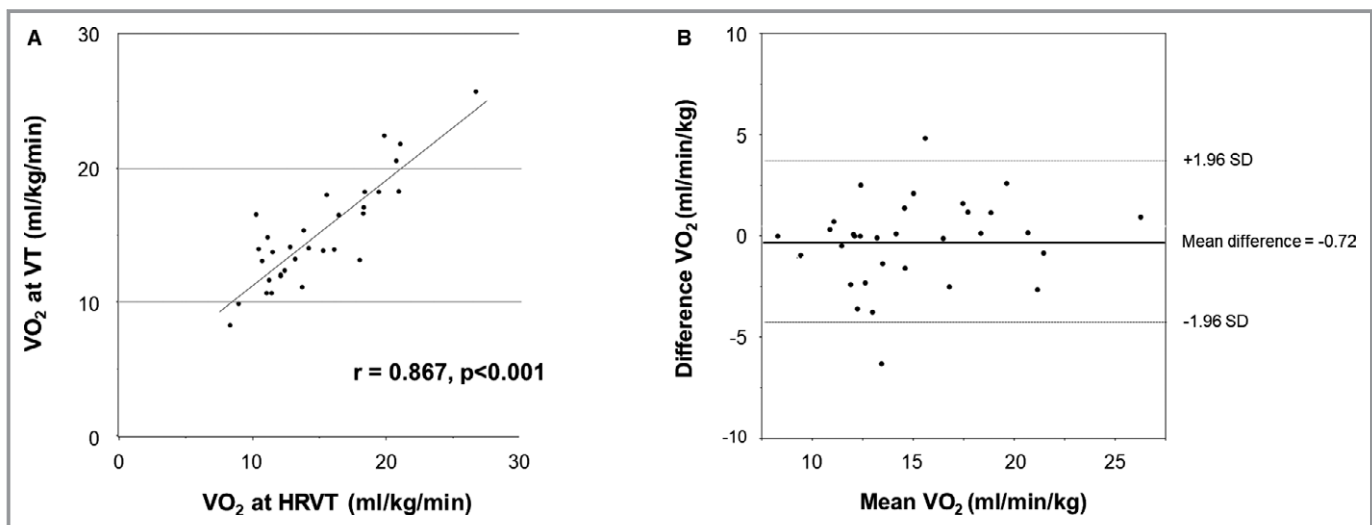 A
30
20
10
0
VO₂ at VT (ml/kg/min)
r = 0.867, p<0.001
0 10 20 30
VO₂ at HRVT (ml/kg/min)
B
10
5
0
-5
-10
Difference VO₂ (ml/min/kg)
+1.96 SD
Mean difference = -0.72
-1.96 SD
10 15 20 25
Mean VO₂ (ml/min/kg)